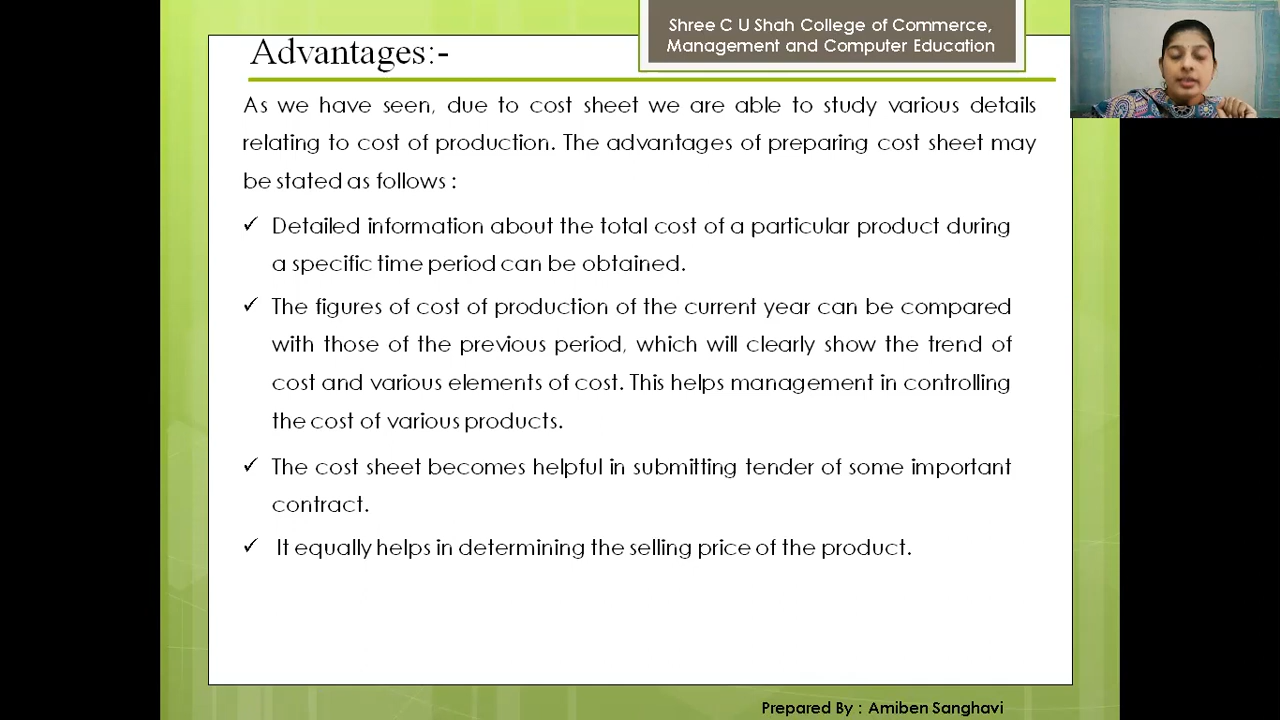 Shree C U Shah College of Commerce,
Management and Computer Education
Advantages:-
As we have seen, due to cost sheet we are able to study various details
relating to cost of production. The advantages of preparing cost sheet may
be stated as follows :
✓ Detailed information about the total cost of a particular product during
a specific time period can be obtained.
✓ The figures of cost of production of the current year can be compared
with those of the previous period, which will clearly show the trend of
cost and various elements of cost. This helps management in controlling
the cost of various products.
✓ The cost sheet becomes helpful in submitting tender of some important
contract.
✓ It equally helps in determining the selling price of the product.
Prepared By : Amiben Sanghavi